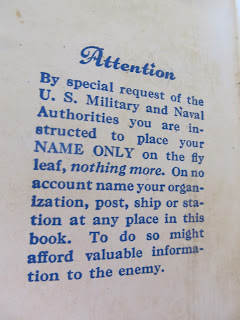 Attention
By special request of the
U. S. Military and Naval
Authorities you are in-
structed to place your
NAME ONLY on the fly
leaf, nothing more. On no
account name your organ-
ization, post, ship or sta-
tion at any place in this
book. To do so might
afford valuable informa-
tion to the enemy.